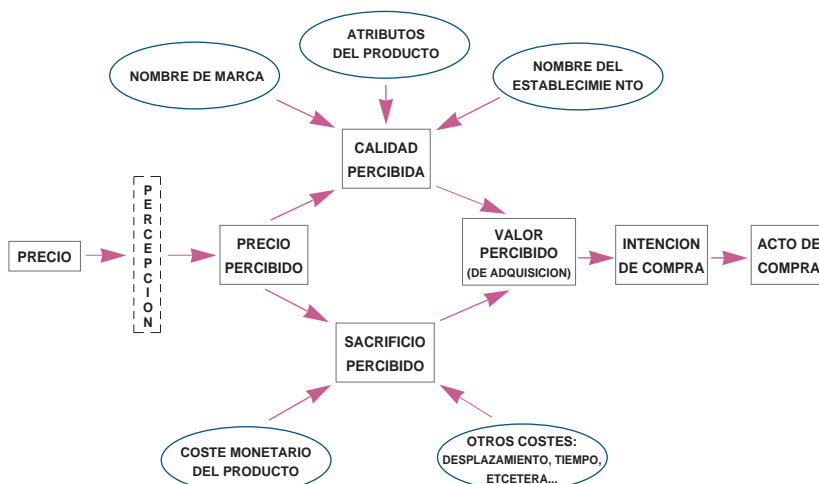 ATRIBUTOS
DEL PRODUCTO
NOMBRE DE MARCA
NOMBRE DEL
ESTABLECIMIE NTO
CALIDAD
PERCIBIDA
PERCEPCION
PRECIO
PRECIO
PERCIBIDO
VALOR
PERCIBIDO
(DE ADQUISICION)
INTENCION
DE COMPRA
ACTO DE
COMPRA
SACRIFICIO
PERCIBIDO
COSTE MONETARIO
DEL PRODUCTO
OTROS COSTES:
DESPLAZAMIENTO, TIEMPO,
ETCETERA...